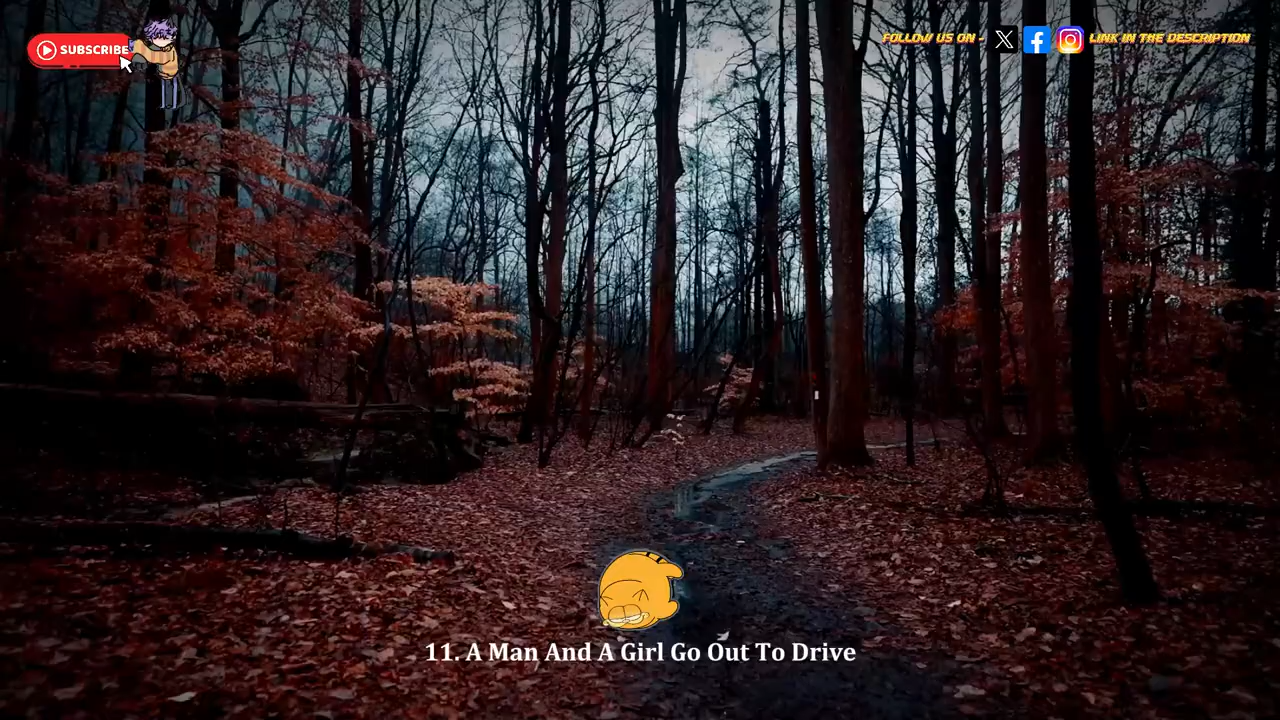 SUBSCRIBE
FOLLOW US ON -
LINK IN THE DESCRIPTION
11. A Man And A Girl Go Out To Drive